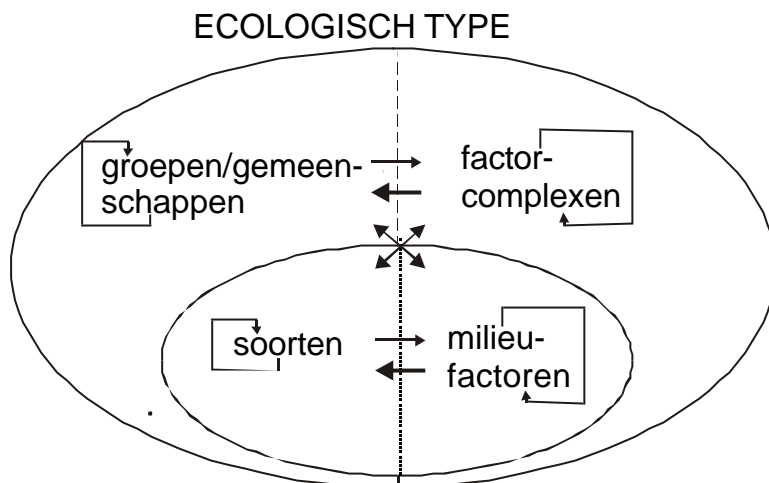 ECOLOGISCH TYPE
groepen/gemeen-
schappen
factor-
complexen
soorten
milieu-
factoren